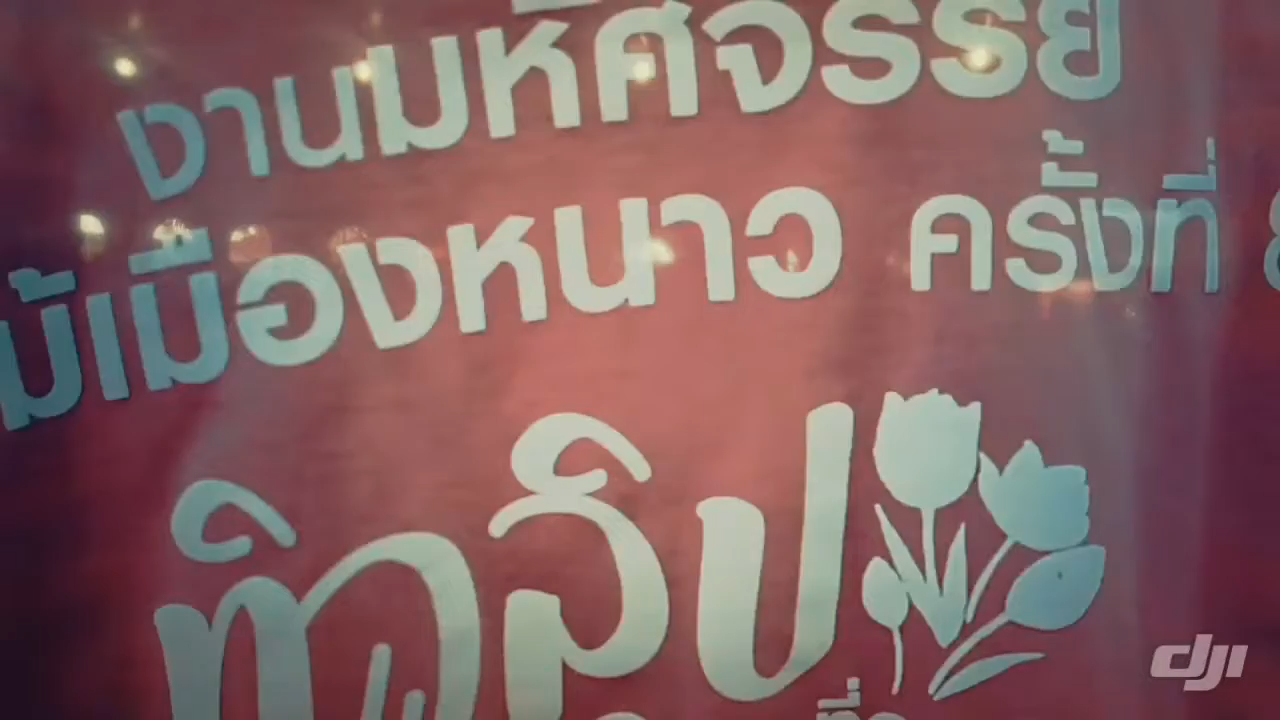 งานมหัศจรรย์
ม้เมืองหนาว ครั้งที่ 8
ทิวลิป
dji